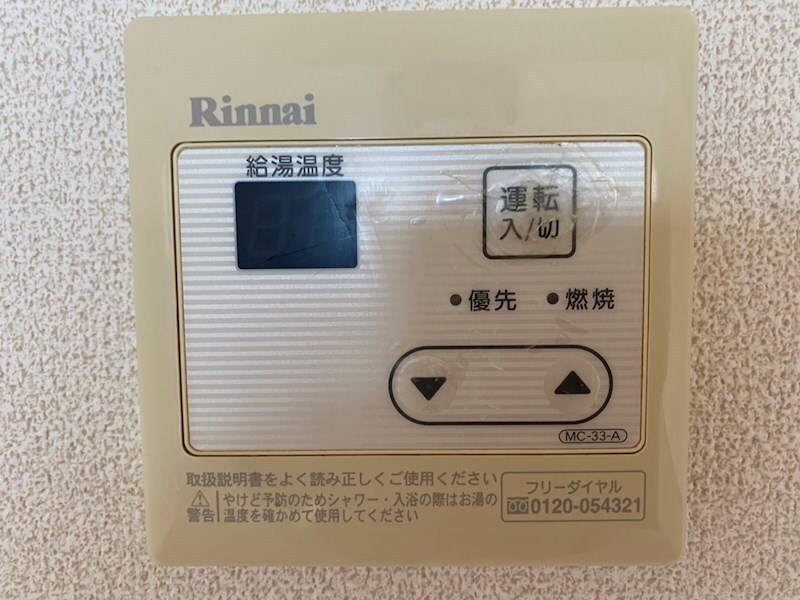 Rinnai
給湯温度
運転
入/切
優先
燃焼
▼ ▲
MC-33-A
取扱説明書をよく読み正しくご使用ください
⚠警告 やけど予防のためシャワー・入浴の際はお湯の
温度を確かめて使用してください
フリーダイヤル
0120-054321